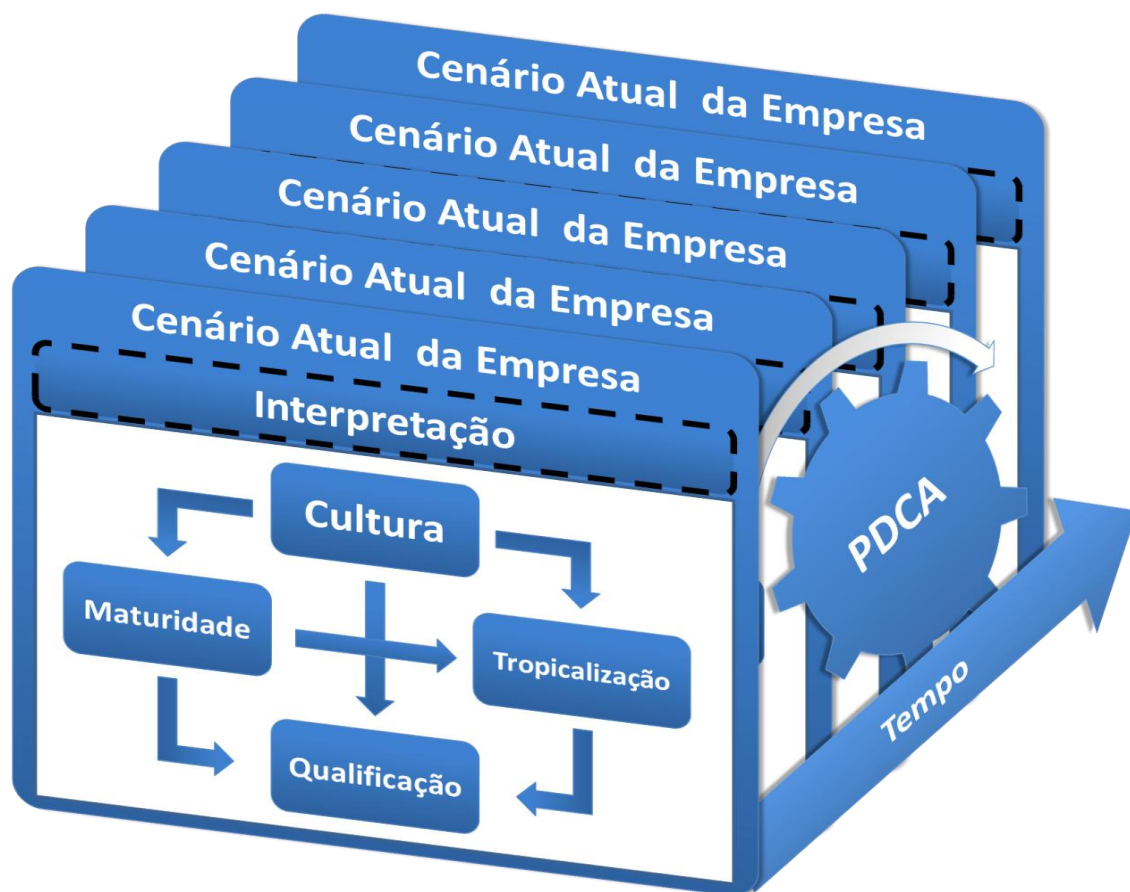 Cenário Atual da Empresa
Cenário Atual da Empresa
Cenário Atual da Empresa
Cenário Atual da Empresa
Cenário Atual da Empresa
Interpretação
Cultura
Maturidade
Tropicalização
Qualificação
PDCA
Tempo